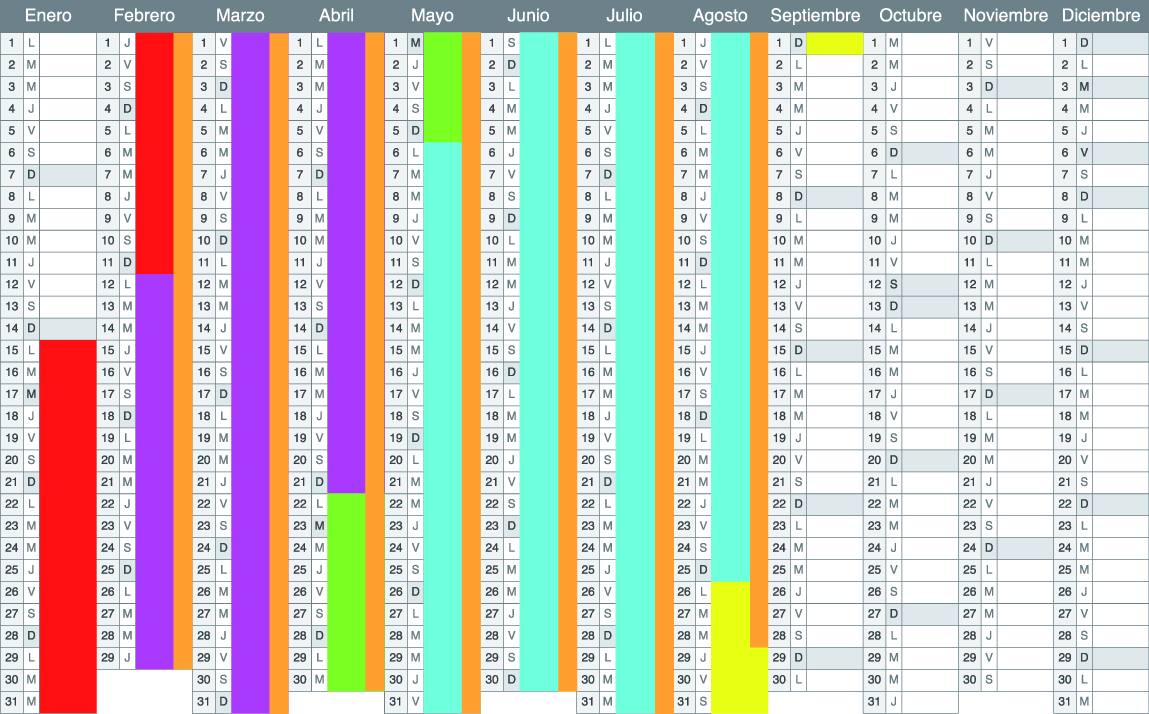 Enero Febrero Marzo Abril Mayo Junio Julio Agosto Septiembre Octubre Noviembre Diciembre
1 L 1 J 1 V 1 L 1 M 1 S 1 L 1 J 1 D 1 M 1 V 1 D
2 M 2 V 2 S 2 M 2 J 2 D 2 M 2 V 2 L 2 M 2 S 2 L
3 M 3 S 3 D 3 M 3 V 3 L 3 M 3 S 3 M 3 J 3 D 3 M
4 J 4 D 4 L 4 J 4 S 4 M 4 J 4 D 4 M 4 V 4 L 4 M
5 V 5 L 5 M 5 V 5 D 5 M 5 V 5 L 5 J 5 S 5 M 5 J
6 S 6 M 6 M 6 S 6 L 6 J 6 S 6 M 6 V 6 D 6 M 6 V
7 D 7 M 7 J 7 D 7 M 7 V 7 D 7 M 7 S 7 L 7 J 7 S
8 L 8 J 8 V 8 L 8 M 8 S 8 L 8 J 8 D 8 M 8 V 8 D
9 M 9 V 9 S 9 M 9 J 9 D 9 M 9 V 9 L 9 M 9 S 9 L
10 M 10 S 10 D 10 M 10 V 10 L 10 M 10 S 10 M 10 J 10 D 10 M
11 J 11 D 11 L 11 J 11 S 11 M 11 J 11 D 11 M 11 V 11 L 11 M
12 V 12 L 12 M 12 V 12 D 12 M 12 V 12 L 12 J 12 S 12 M 12 J
13 S 13 M 13 M 13 S 13 L 13 J 13 S 13 M 13 V 13 D 13 M 13 V
14 D 14 M 14 J 14 D 14 M 14 V 14 D 14 M 14 S 14 L 14 J 14 S
15 L 15 J 15 V 15 L 15 M 15 S 15 L 15 J 15 D 15 M 15 V 15 D
16 M 16 V 16 S 16 M 16 J 16 D 16 M 16 V 16 L 16 M 16 S 16 L
17 M 17 S 17 D 17 M 17 V 17 L 17 M 17 S 17 M 17 J 17 D 17 M
18 J 18 D 18 L 18 J 18 S 18 M 18 J 18 D 18 M 18 V 18 L 18 M
19 V 19 L 19 M 19 V 19 D 19 M 19 V 19 L 19 J 19 S 19 M 19 J
20 S 20 M 20 M 20 S 20 L 20 J 20 S 20 M 20 V 20 D 20 M 20 V
21 D 21 M 21 J 21 D 21 M 21 V 21 D 21 M 21 S 21 L 21 J 21 S
22 L 22 J 22 V 22 L 22 M 22 S 22 L 22 J 22 D 22 M 22 V 22 D
23 M 23 V 23 S 23 M 23 J 23 D 23 M 23 V 23 L 23 M 23 S 23 L
24 M 24 S 24 D 24 M 24 V 24 L 24 M 24 S 24 M 24 J 24 D 24 M
25 J 25 D 25 L 25 J 25 S 25 M 25 J 25 D 25 M 25 V 25 L 25 M
26 V 26 L 26 M 26 V 26 D 26 M 26 V 26 L 26 J 26 S 26 M 26 J
27 S 27 M 27 M 27 S 27 L 27 J 27 S 27 M 27 V 27 D 27 M 27 V
28 D 28 M 28 J 28 D 28 M 28 V 28 D 28 M 28 S 28 L 28 J 28 S
29 L 29 J 29 V 29 L 29 M 29 S 29 L 29 J 29 D 29 M 29 V 29 D
30 M 30 S 30 M 30 J 30 D 30 M 30 V 30 L 30 M 30 S 30 L
31 M 31 D 31 V 31 M 31 S 31 J 31 M